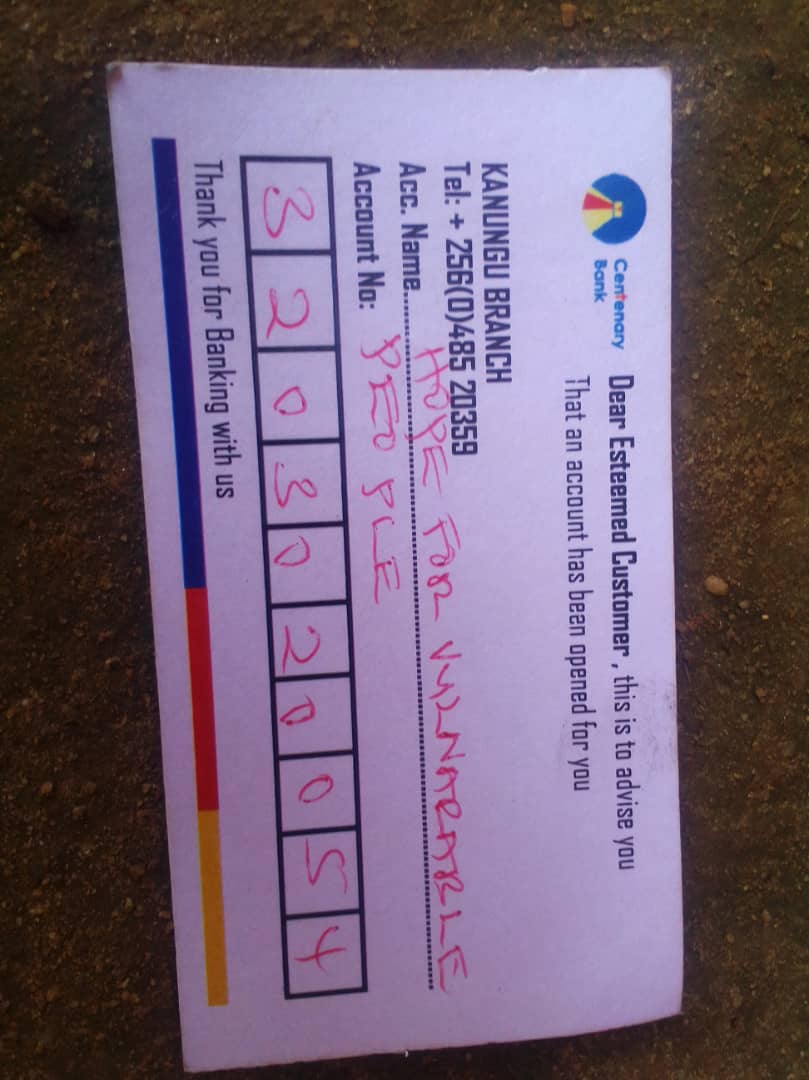 Centenary
Bank
Dear Esteemed Customer, this is to advise you
That an account has been opened for you
KANUNGU BRANCH
Tel: + 256(0)485 20359
Acc. Name HOPE FOR VULNARARLE
Account No: PEOPLE
3 2 0 3 0 2 0 0 5 4
Thank you for Banking with us